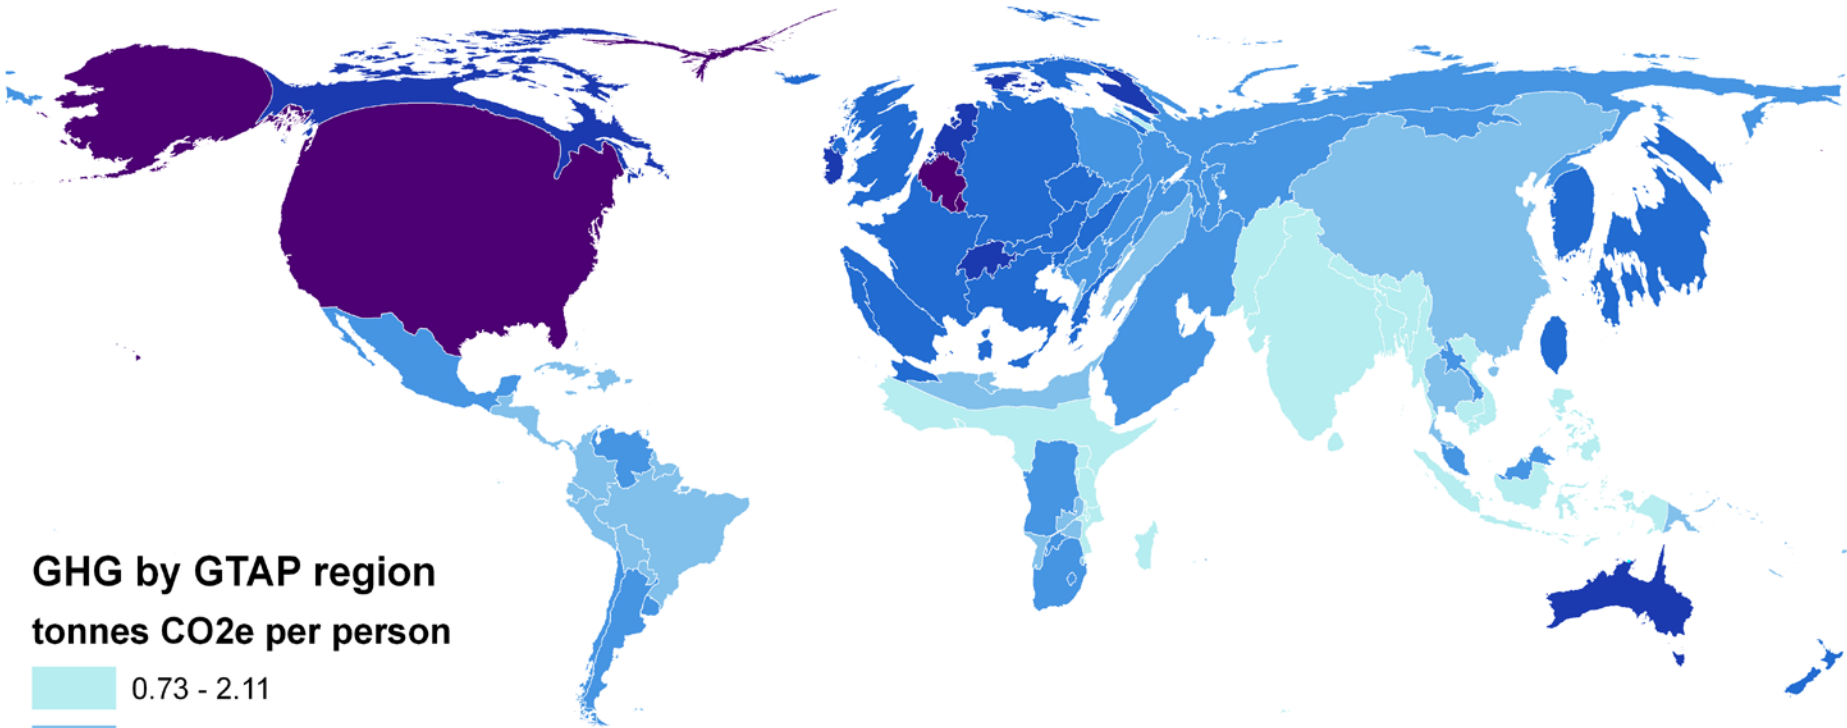 GHG by GTAP region
tonnes CO2e per person
0.73 - 2.11